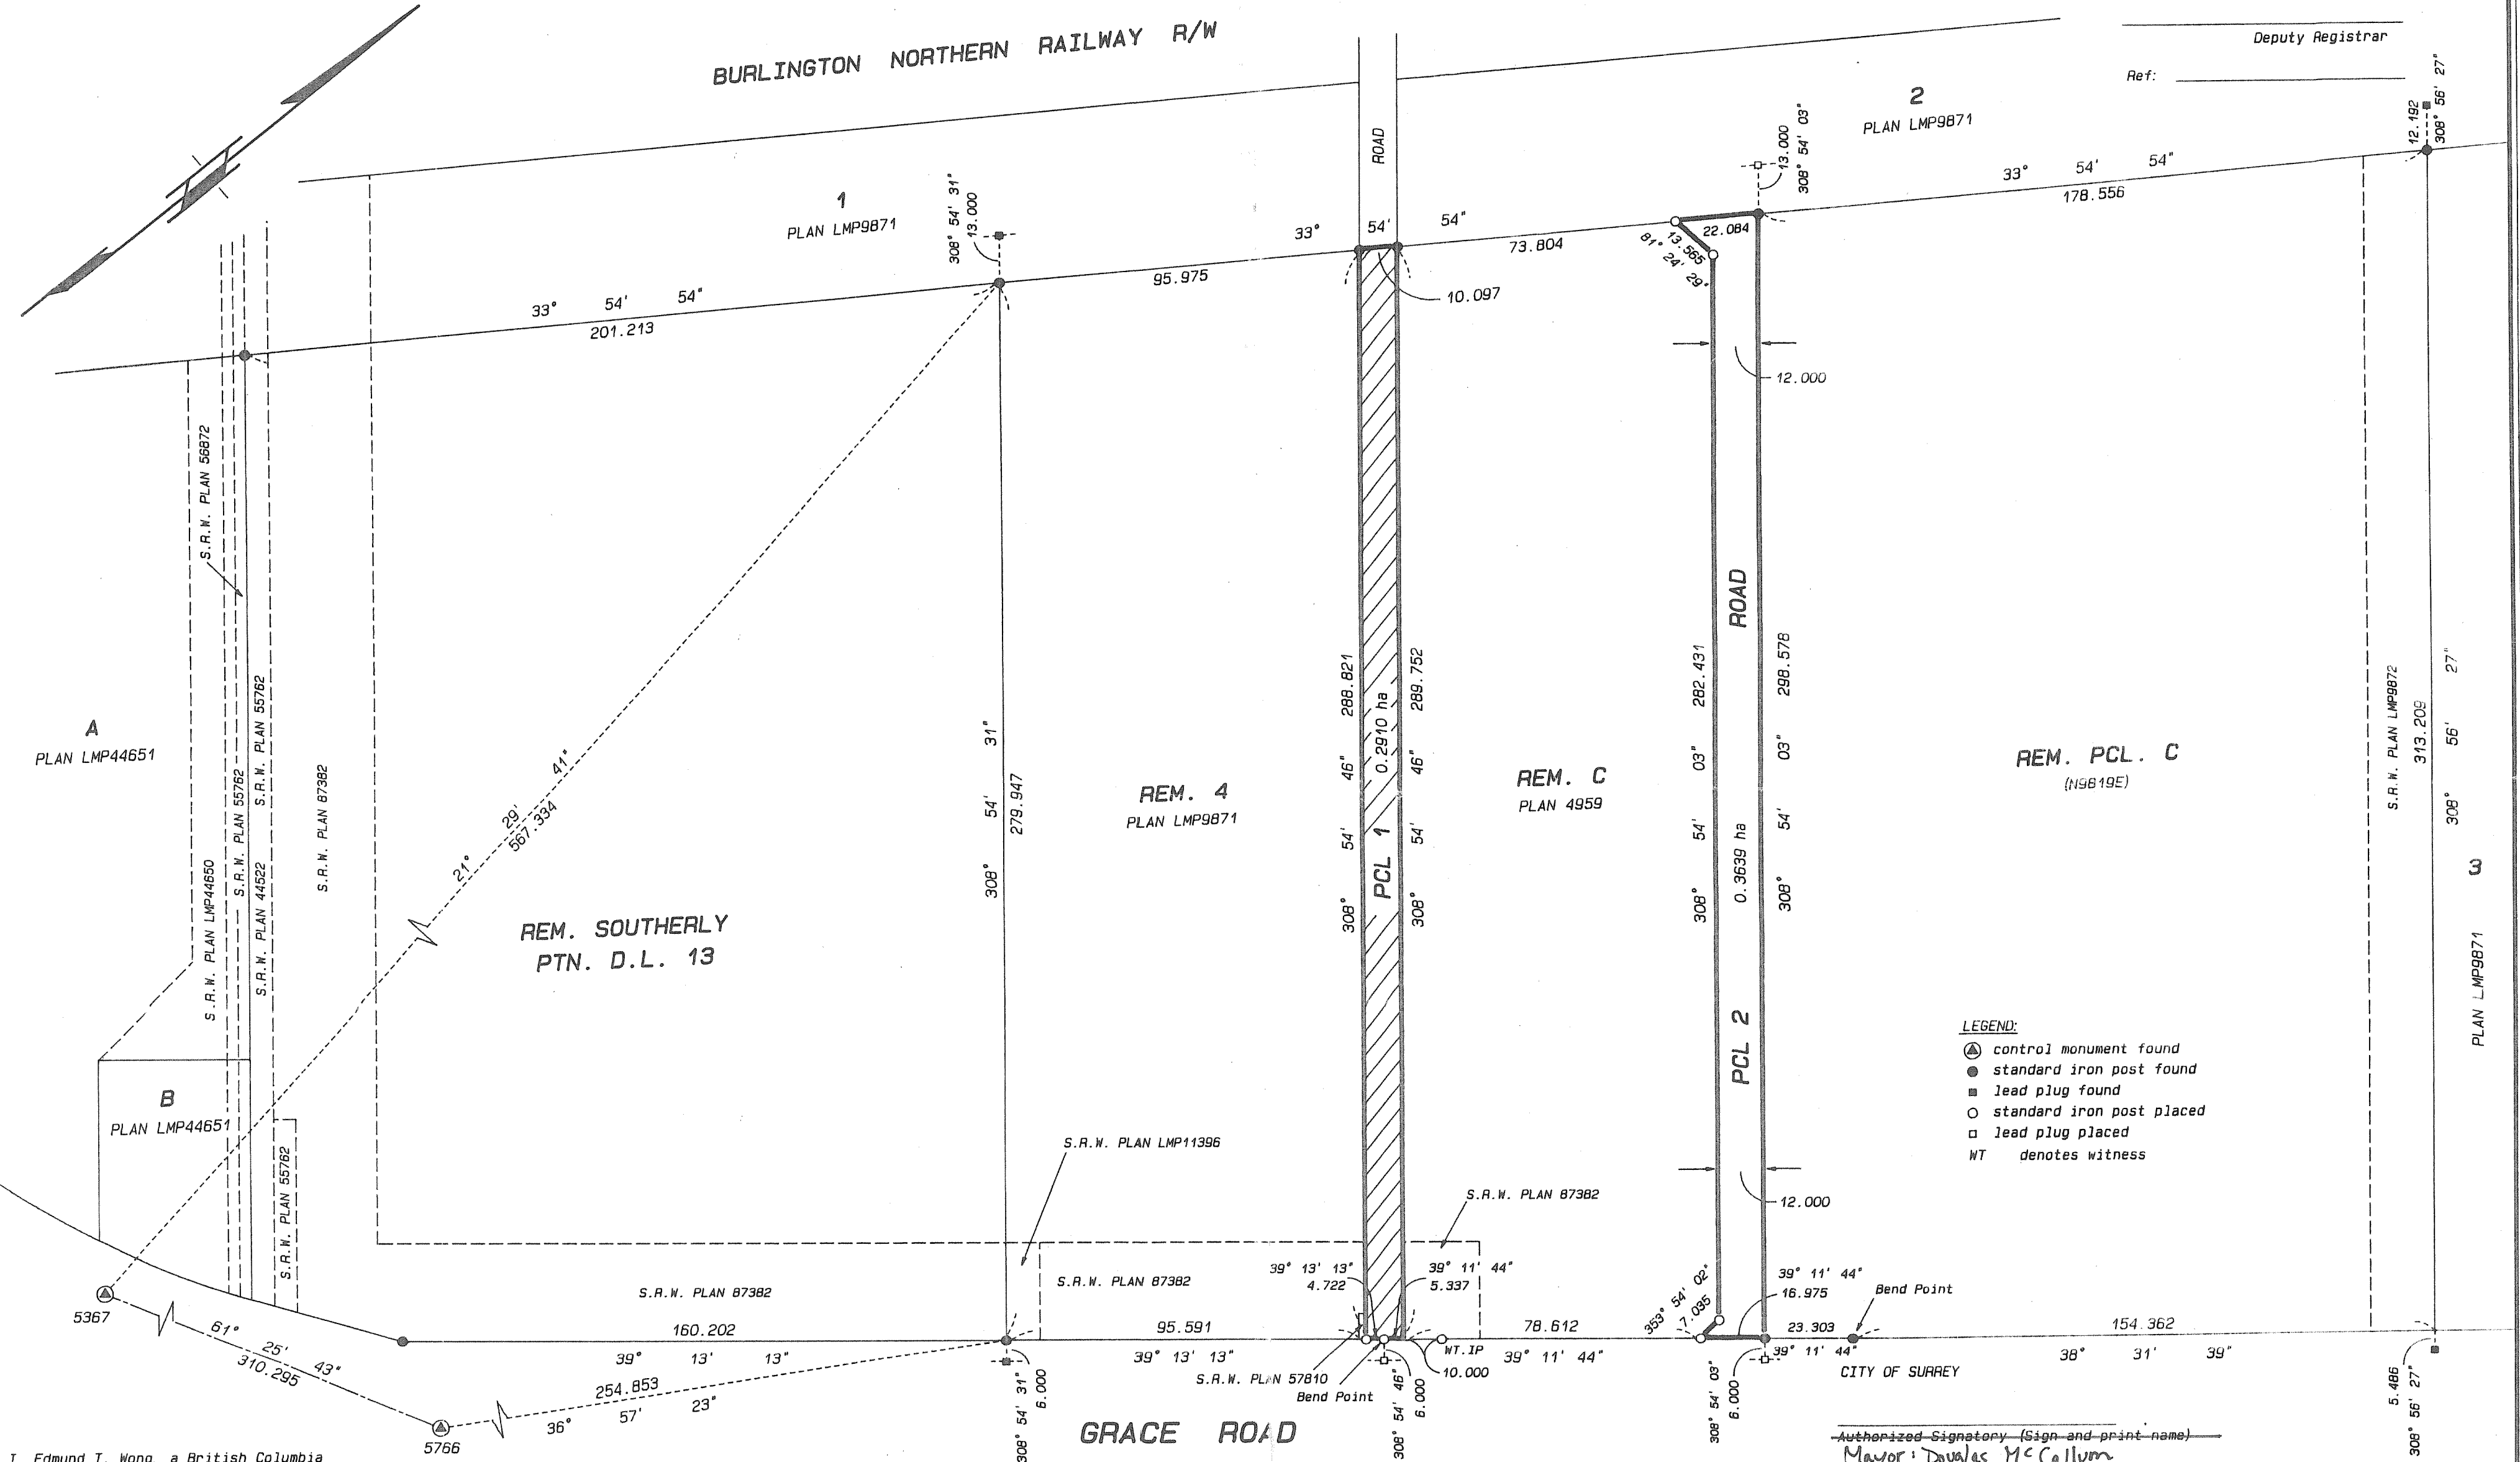 BURLINGTON NORTHERN RAILWAY R/W
Deputy Registrar
Ref:
12.192
308° 56' 27"
2
PLAN LMP9871
ROAD
13.000
308° 54' 03"
33° 54' 54"
178.556
1
PLAN LMP9871
308° 54' 31"
13.000
33° 54' 54"
73.804
22.084
13.565
81° 24' 29"
95.975
10.097
33° 54' 54"
201.213
12.000
S.R.W. PLAN 56872
S.R.W. PLAN 55762
S.R.W. PLAN 55762
S.R.W. PLAN 87382
S.R.W. PLAN LMP44650
S.R.W. PLAN 44522
A
PLAN LMP44651
21° 29' 41"
567.334
308° 54' 31"
279.947
REM. SOUTHERLY
PTN. D.L. 13
REM. 4
PLAN LMP9871
308° 54' 46"
288.821
PCL 1
0.2910 ha
308° 54' 46"
289.752
REM. C
PLAN 4959
308° 54' 03"
282.431
ROAD
0.3639 ha
PCL 2
308° 54' 03"
298.578
REM. PCL. C
(N9819E)
S.R.W. PLAN LMP9872
313.209
308° 56' 27"
3
PLAN LMP9871
LEGEND:
control monument found
standard iron post found
lead plug found
standard iron post placed
lead plug placed
WT denotes witness
B
PLAN LMP44651
S.R.W. PLAN 55762
S.R.W. PLAN LMP11396
S.R.W. PLAN 87382
12.000
S.R.W. PLAN 87382
S.R.W. PLAN 87382
39° 13' 13"
4.722
39° 11' 44"
5.337
353° 54' 02"
7.035
39° 11' 44"
16.975
Bend Point
5367
61° 25' 43"
310.295
5766
160.202
39° 13' 13"
254.853
36° 57' 23"
308° 54' 31"
6.000
95.591
39° 13' 13"
S.R.W. PLAN 57810
Bend Point
308° 54' 46"
6.000
WT.IP
10.000
78.612
39° 11' 44"
308° 54' 03"
6.000
23.303
39° 11' 44"
154.362
38° 31' 39"
5.486
308° 56' 27"
CITY OF SURREY
GRACE ROAD
Authorized Signatory (Sign and print name)
Mayor: Douglas McCallum
I, Edmund T. Wong, a British Columbia